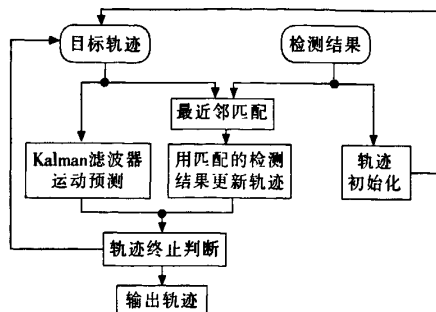 目标轨迹
检测结果
最近邻匹配
Kalman滤波器
运动预测
用匹配的检测
结果更新轨迹
轨迹
初始化
轨迹终止判断
输出轨迹